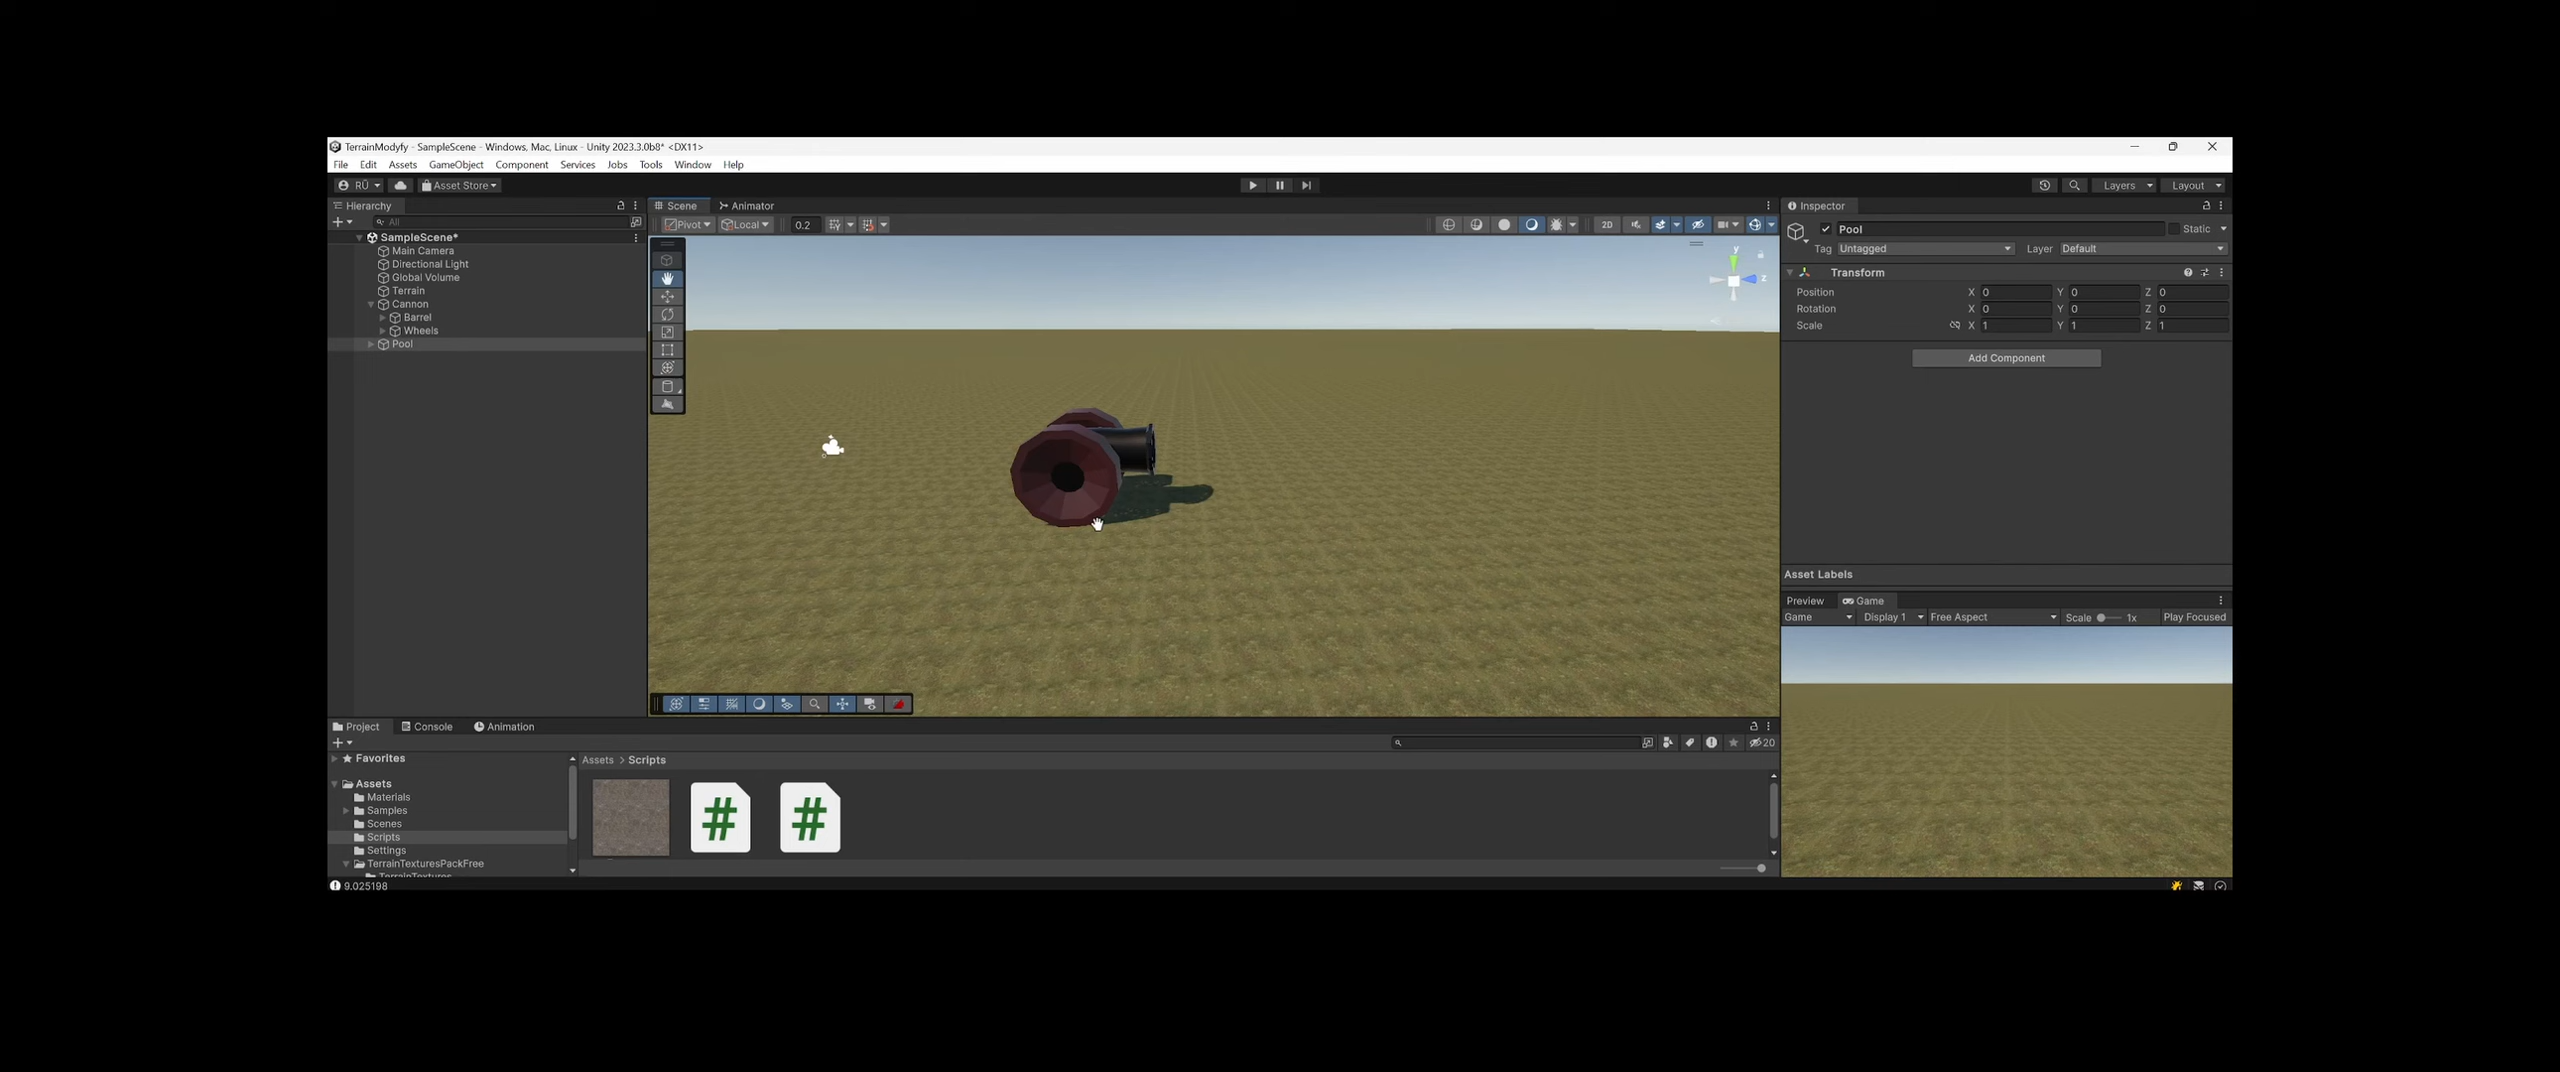 TerrainModyfy - SampleScene - Windows, Mac, Linux - Unity 2023.3.0b8* <DX11>
File Edit Assets GameObject Component Services Jobs Tools Window Help
RÜ Asset Store Layers Layout
Hierarchy
All
SampleScene*
Main Camera
Directional Light
Global Volume
Terrain
Cannon
Barrel
Wheels
Pool
Scene Animator
Pivot Local 0.2 2D
y
z
Inspector
Pool Static
Tag Untagged Layer Default
Transform
Position X 0 Y 0 Z 0
Rotation X 0 Y 0 Z 0
Scale X 1 Y 1 Z 1
Add Component
Asset Labels
Preview Game
Game Display 1 Free Aspect Scale 1x Play Focused
Project Console Animation
20
Favorites
Assets
Materials
Samples
Scenes
Scripts
Settings
TerrainTexturesPackFree
TerrainTextures
Assets > Scripts
# #
9.025198